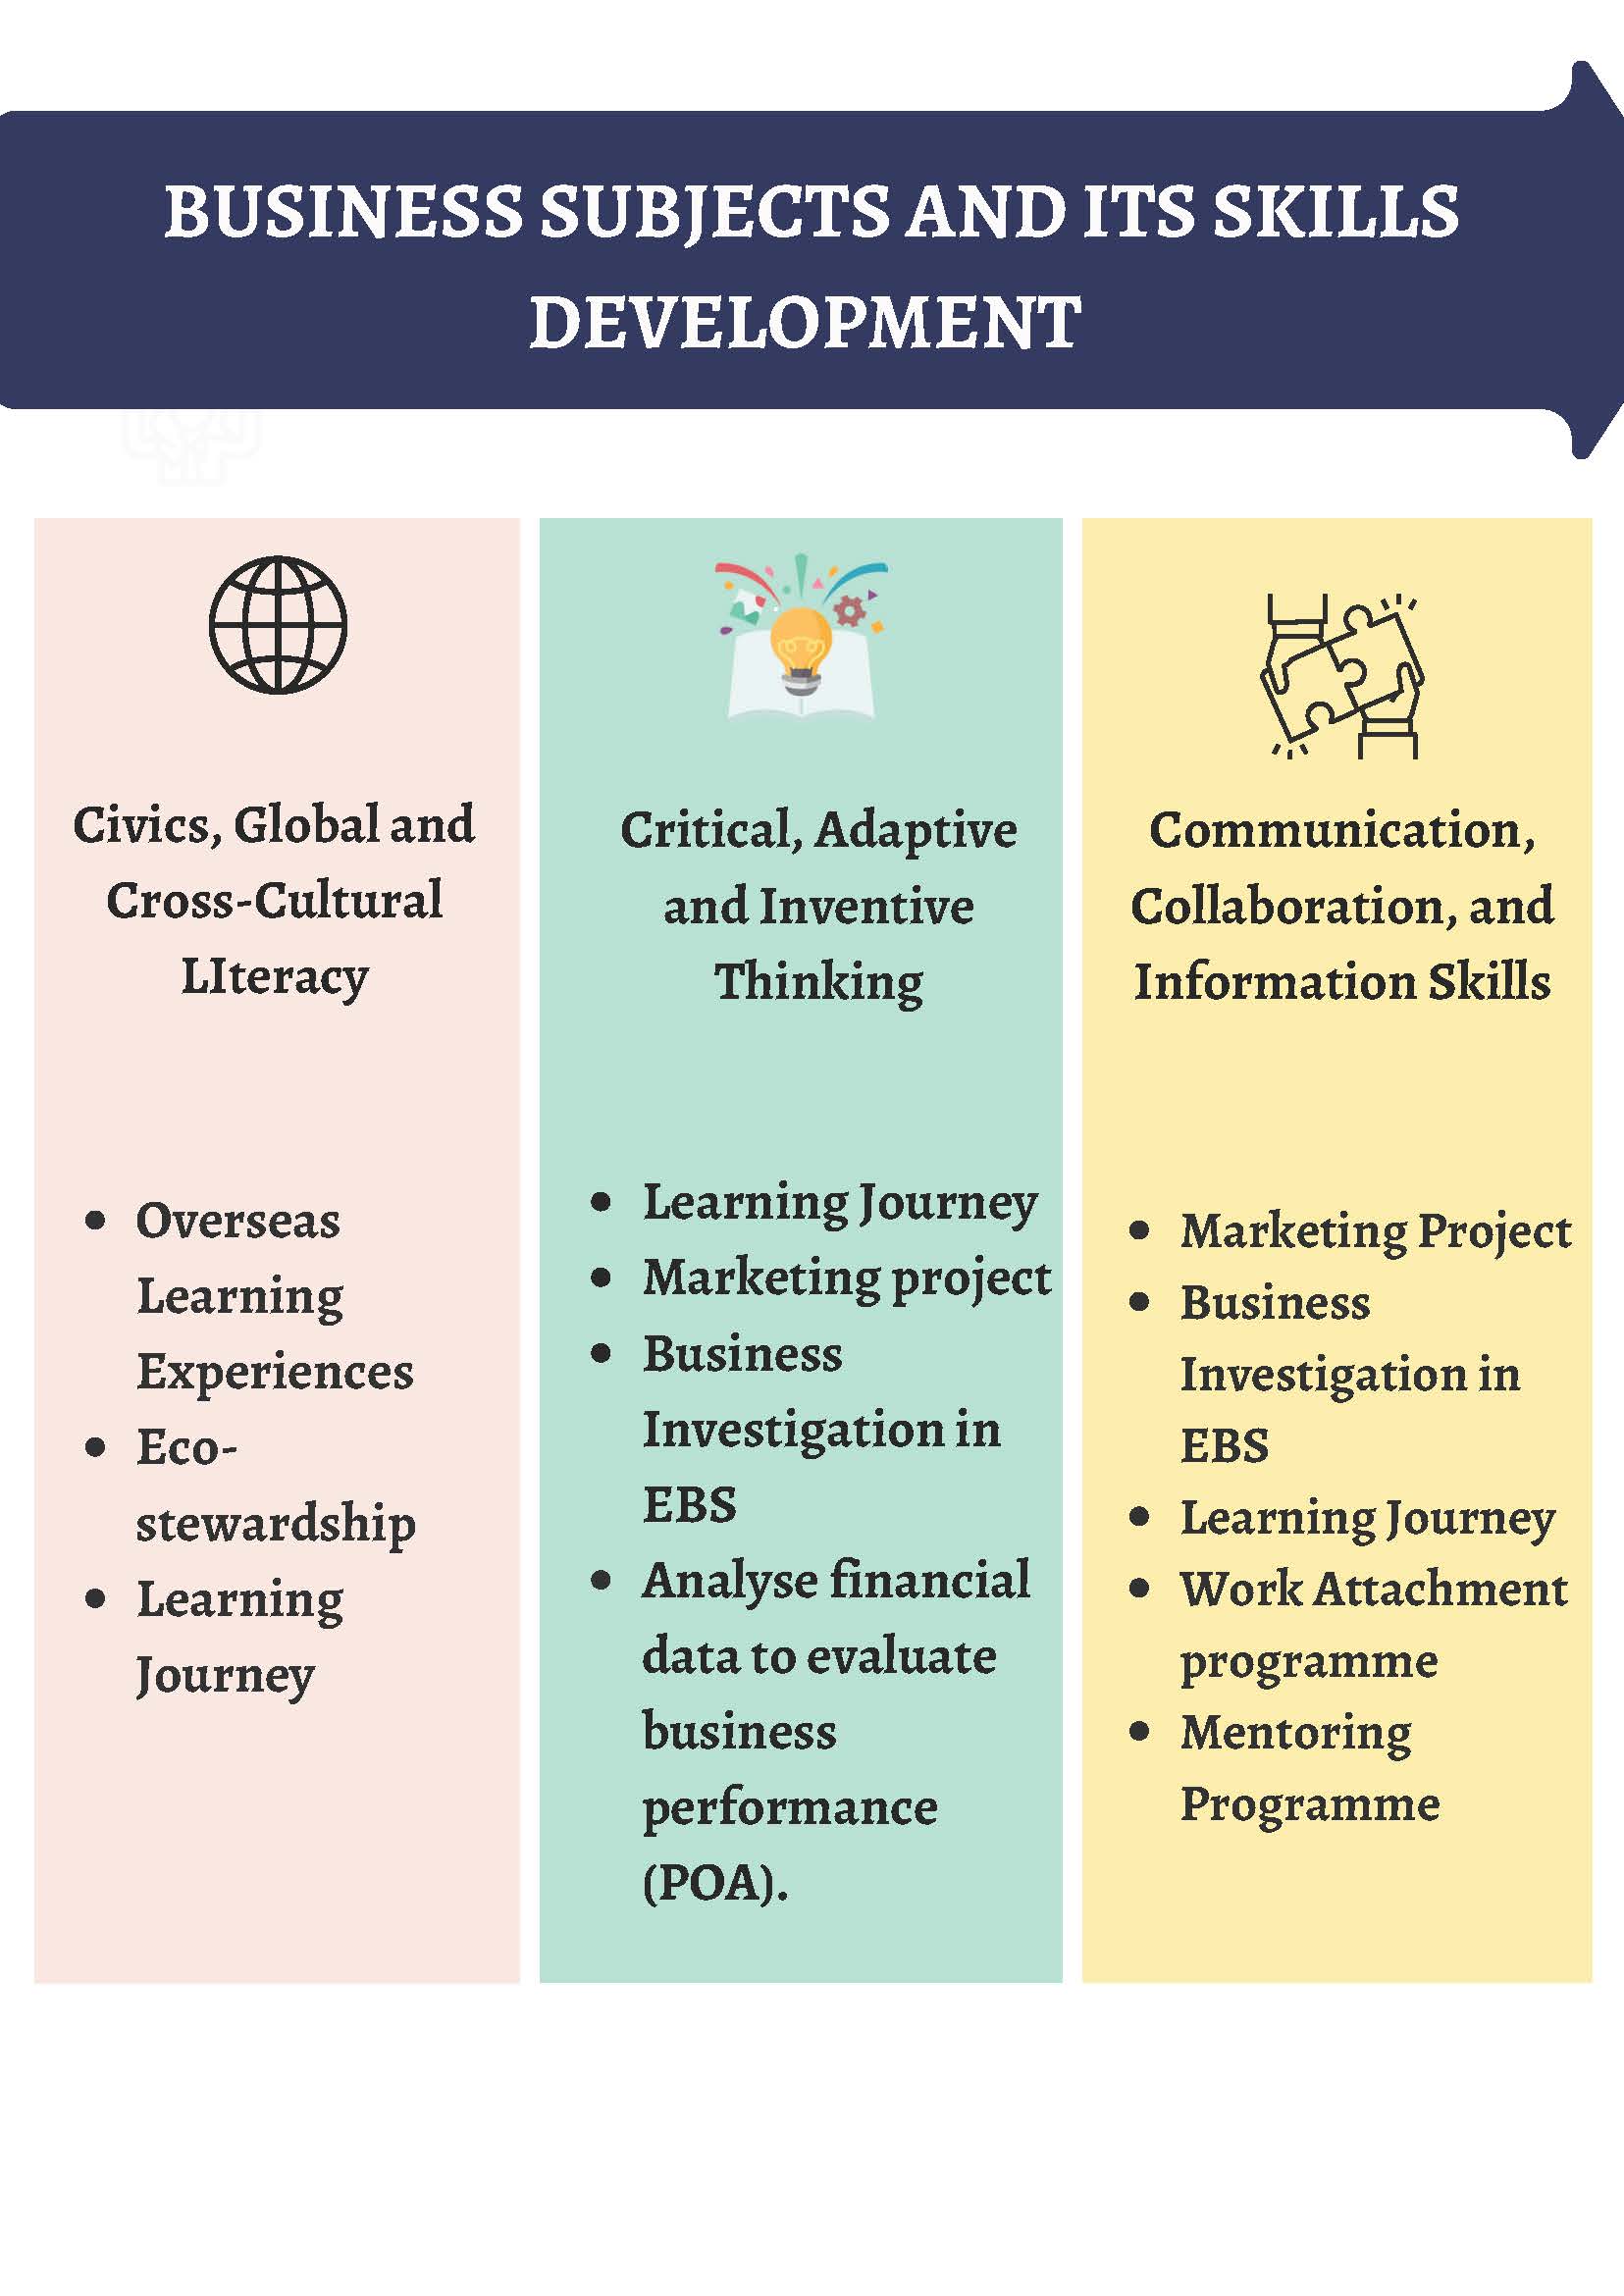 BUSINESS SUBJECTS AND ITS SKILLS
DEVELOPMENT
Civics, Global and
Cross-Cultural
LIteracy
• Overseas
Learning
Experiences
• Eco-
stewardship
• Learning
Journey
Critical, Adaptive
and Inventive
Thinking
• Learning Journey
• Marketing project
• Business
Investigation in
EBS
• Analyse financial
data to evaluate
business
performance
(POA).
Communication,
Collaboration, and
Information Skills
• Marketing Project
• Business
Investigation in
EBS
• Learning Journey
• Work Attachment
programme
• Mentoring
Programme